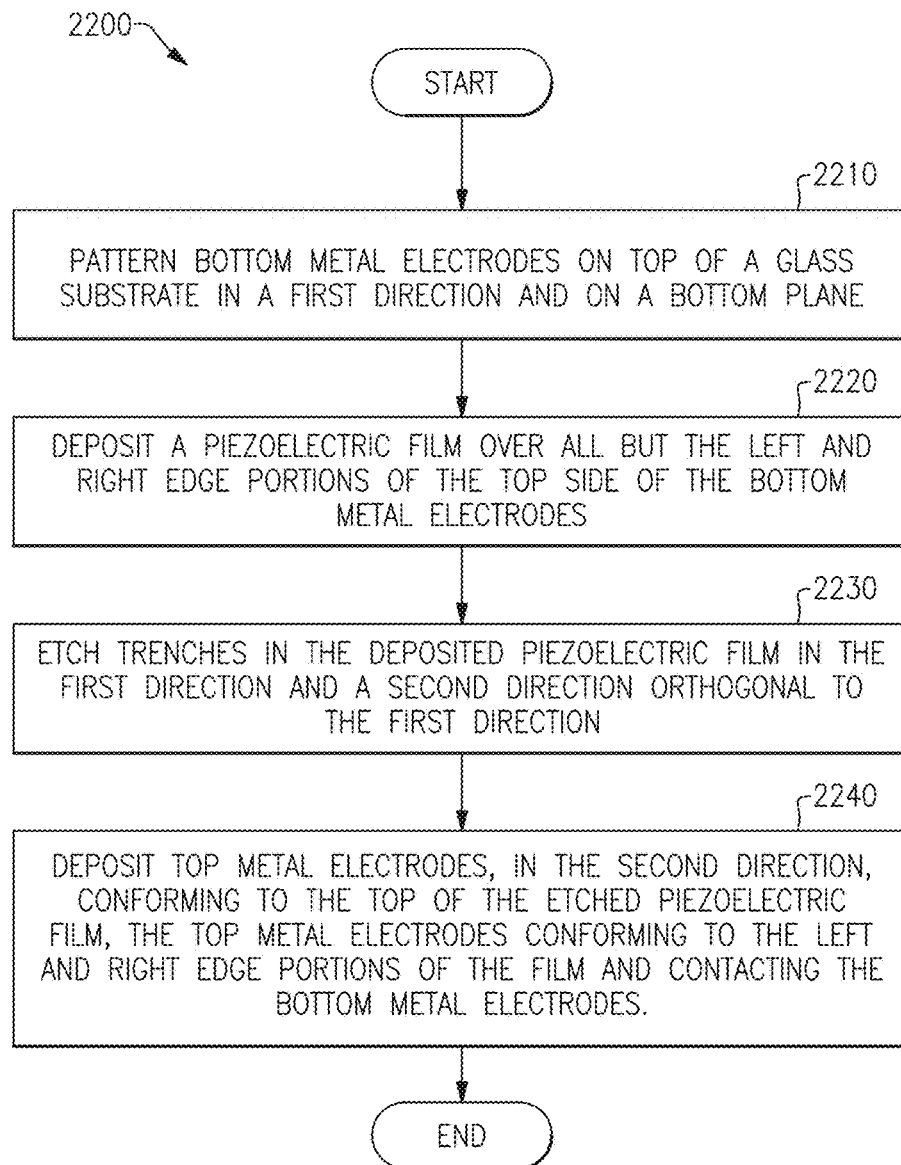 2200
START
2210
PATTERN BOTTOM METAL ELECTRODES ON TOP OF A GLASS
SUBSTRATE IN A FIRST DIRECTION AND ON A BOTTOM PLANE
2220
DEPOSIT A PIEZOELECTRIC FILM OVER ALL BUT THE LEFT AND
RIGHT EDGE PORTIONS OF THE TOP SIDE OF THE BOTTOM
METAL ELECTRODES
2230
ETCH TRENCHES IN THE DEPOSITED PIEZOELECTRIC FILM IN THE
FIRST DIRECTION AND A SECOND DIRECTION ORTHOGONAL TO
THE FIRST DIRECTION
2240
DEPOSIT TOP METAL ELECTRODES, IN THE SECOND DIRECTION,
CONFORMING TO THE TOP OF THE ETCHED PIEZOELECTRIC
FILM, THE TOP METAL ELECTRODES CONFORMING TO THE LEFT
AND RIGHT EDGE PORTIONS OF THE FILM AND CONTACTING THE
BOTTOM METAL ELECTRODES.
END